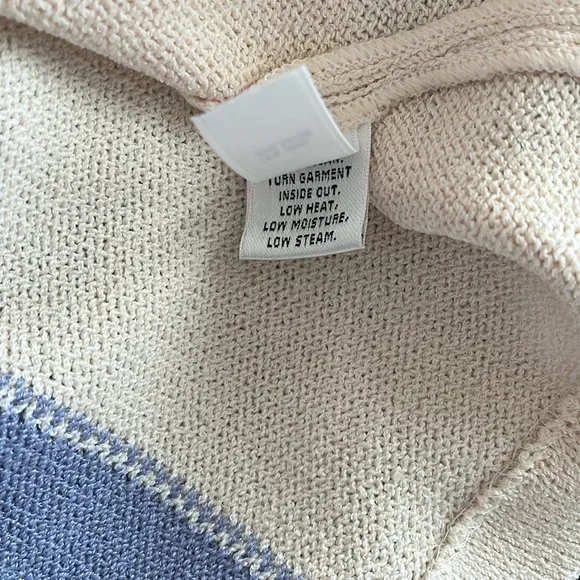 TURN GARMENT
INSIDE OUT.
LOW HEAT,
LOW MOISTURE,
LOW STEAM.